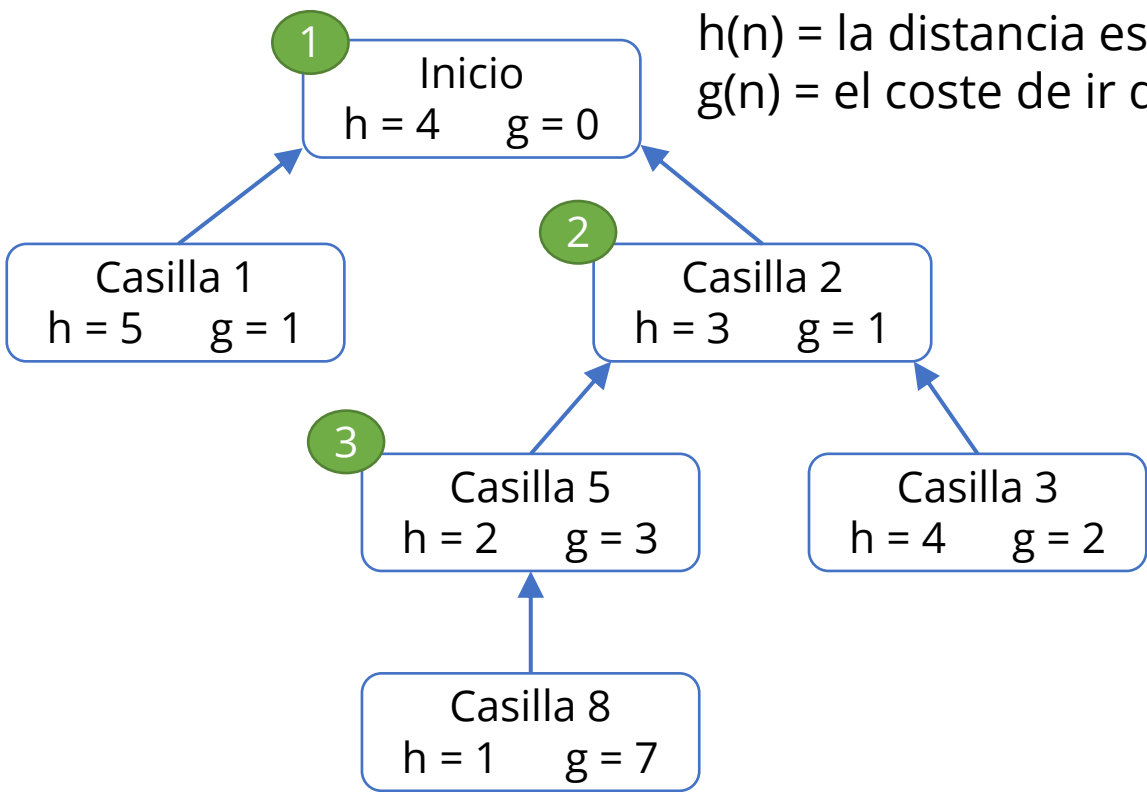 h(n) = la distancia
g(n) = el coste de ir
1
Inicio
h = 4 g = 0
2
Casilla 1
h = 5 g = 1
Casilla 2
h = 3 g = 1
3
Casilla 5
h = 2 g = 3
Casilla 3
h = 4 g = 2
Casilla 8
h = 1 g = 7